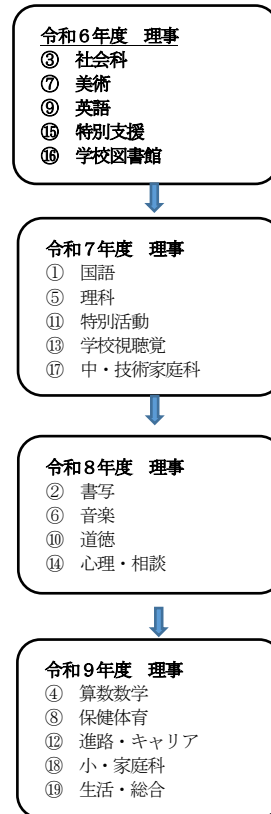 令和６年度　理事
③　社会科
⑦　美術
⑨　英語
⑮　特別支援
⑯　学校図書館
令和７年度　理事
①　国語
⑤　理科
⑪　特別活動
⑬　学校視聴覚
⑰　中・技術家庭科
令和８年度　理事
②　書写
⑥　音楽
⑩　道徳
⑭　心理・相談
令和９年度　理事
④　算数数学
⑧　保健体育
⑫　進路・キャリア
⑱　小・家庭科
⑲　生活・総合